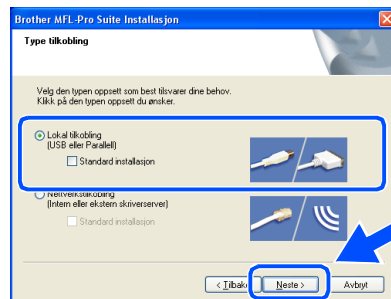 Brother MFL-Pro Suite Installasjon
Type tilkobling
Velg den typen oppsett som best tilsvarer dine behov.
Klikk på den typen oppsett du ønsker.
Lokal tilkobling
(USB eller Parallell)
Standard installasjon
Nettverkstilkobling
(Intern eller ekstern skriverserver)
Standard installasjon
< Tilbake
Neste >
Avbryt